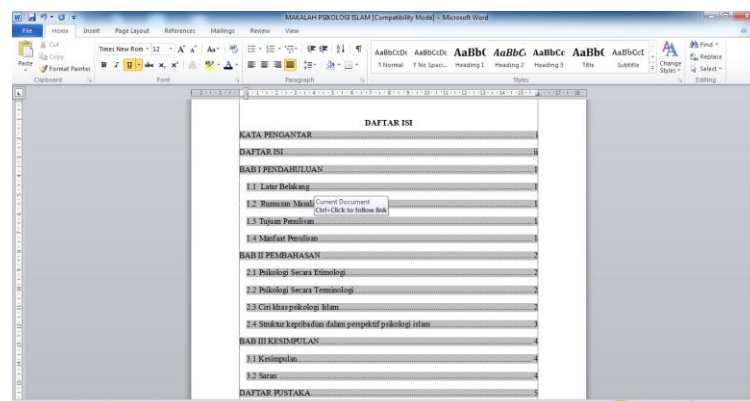 MAKALAH PSIKOLOGI ISLAM [Compatibility Mode] - Microsoft Word
File Home Insert Page Layout References Mailings Review View
Paste
Cut
Copy
Format Painter
Clipboard
Times New Rom 12
Font
Paragraph
AaBbCcDc AaBbCcDc AaBbC AaBbC AaBbCc AaBbC AaBbCcI
¶ Normal ¶ No Spaci... Heading 1 Heading 2 Heading 3 Title Subtitle
Styles
Change Styles
Find
Replace
Select
Editing
DAFTAR ISI
KATA PENGANTAR i
DAFTAR ISI ii
BAB I PENDAHULUAN 1
1.1 Latar Belakang 1
1.2 Rumusan Masala 1
Current Document
Ctrl+Click to follow link
1.3 Tujuan Penulisan 1
1.4 Manfaat Penulisan 1
BAB II PEMBAHASAN 2
2.1 Psikologi Secara Etimologi 2
2.2 Psikologi Secara Terminologi 2
2.3 Ciri khas psikologi Islam 2
2.4 Struktur kepribadian dalam perspektif psikologi islam 3
BAB III KESIMPULAN 4
3.1 Kesimpulan 4
3.2 Saran 4
DAFTAR PUSTAKA 5